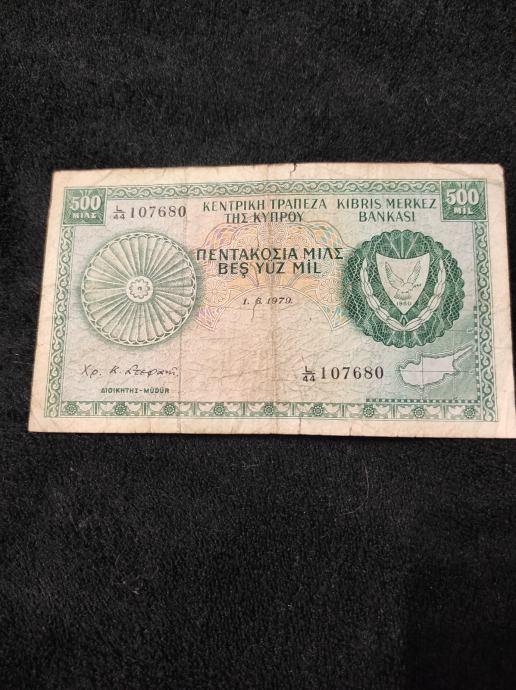 500 ΜΙΛΣ
L/44 107680
ΚΕΝΤΡΙΚΗ ΤΡΑΠΕΖΑ ΤΗΣ ΚΥΠΡΟΥ
KIBRIS MERKEZ BANKASI
500 MİL
ΠΕΝΤΑΚΟΣΙΑ ΜΙΛΣ
BEŞ YÜZ MİL
1. 6. 1979.
1960
L/44 107680
ΔΙΟΙΚΗΤΗΣ - MÜDÜR